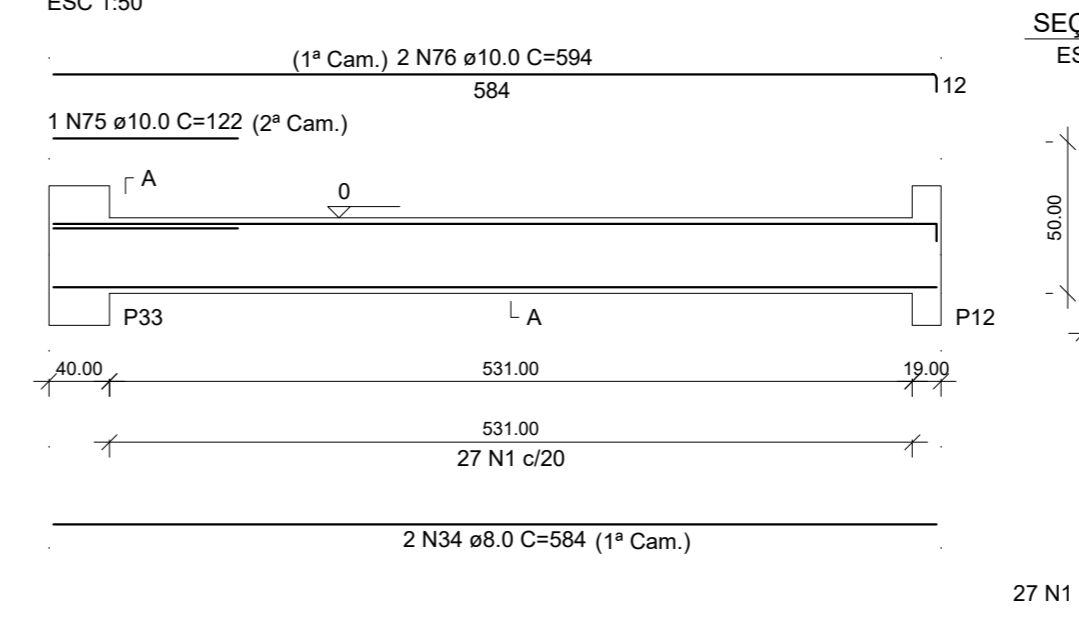 ESC 1:50
SEÇ
ES
(1ª Cam.) 2 N76 ø10.0 C=594
584
12
1 N75 ø10.0 C=122 (2ª Cam.)
A
0
50.00
P33
A
P12
40.00
531.00
19.00
531.00
27 N1 c/20
2 N34 ø8.0 C=584 (1ª Cam.)
27 N1